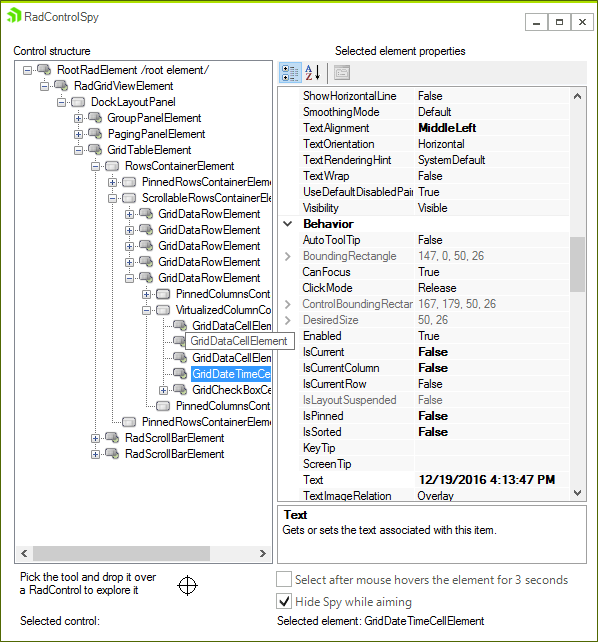 RadControlSpy
Control structure
Selected element properties
RootRadElement /root element/
RadGridViewElement
DockLayoutPanel
GroupPanelElement
PagingPanelElement
GridTableElement
RowsContainerElement
PinnedRowsContainerEleme
ScrollableRowsContainerEle
GridDataRowElement
GridDataRowElement
GridDataRowElement
GridDataRowElement
GridDataRowElement
PinnedColumnsCont
VirtualizedColumnCo
GridDataCellElem
GridDataCellElement
GridDataCellElem
GridDateTimeCe
GridCheckBoxCe
PinnedColumnsCont
PinnedRowsContainerElem
RadScrollBarElement
RadScrollBarElement
ShowHorizontalLine False
SmoothingMode Default
TextAlignment MiddleLeft
TextOrientation Horizontal
TextRenderingHint SystemDefault
TextWrap False
UseDefaultDisabledPai True
Visibility Visible
Behavior
AutoToolTip False
BoundingRectangle 147, 0, 50, 26
CanFocus True
ClickMode Release
ControlBoundingRectar 167, 179, 50, 26
DesiredSize 50, 26
Enabled True
IsCurrent False
IsCurrentColumn False
IsCurrentRow False
IsLayoutSuspended False
IsPinned False
IsSorted False
KeyTip
ScreenTip
Text 12/19/2016 4:13:47 PM
TextImageRelation Overlay
Text
Gets or sets the text associated with this item.
Pick the tool and drop it over
a RadControl to explore it
Select after mouse hovers the element for 3 seconds
Hide Spy while aiming
Selected control:
Selected element: GridDateTimeCellElement